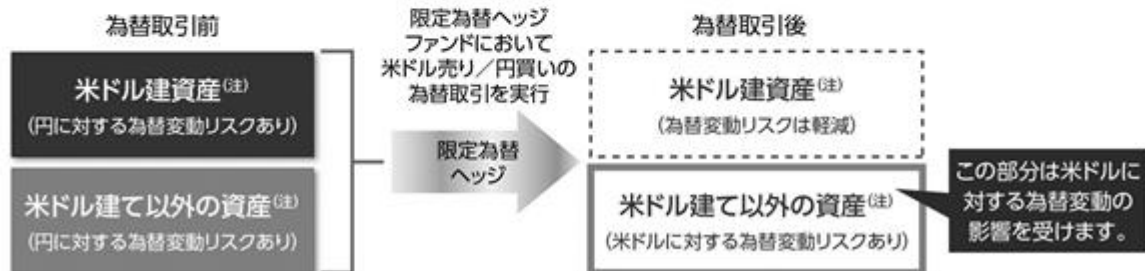 為替取引前
米ドル建資産(注)
(円に対する為替変動リスクあり)
米ドル建て以外の資産(注)
(円に対する為替変動リスクあり)
限定為替ヘッジ
ファンドにおいて
米ドル売り／円買いの
為替取引を実行
限定為替
ヘッジ
為替取引後
米ドル建資産(注)
(為替変動リスクは軽減)
米ドル建て以外の資産(注)
(米ドルに対する為替変動リスクあり)
この部分は米ドルに
対する為替変動の
影響を受けます。